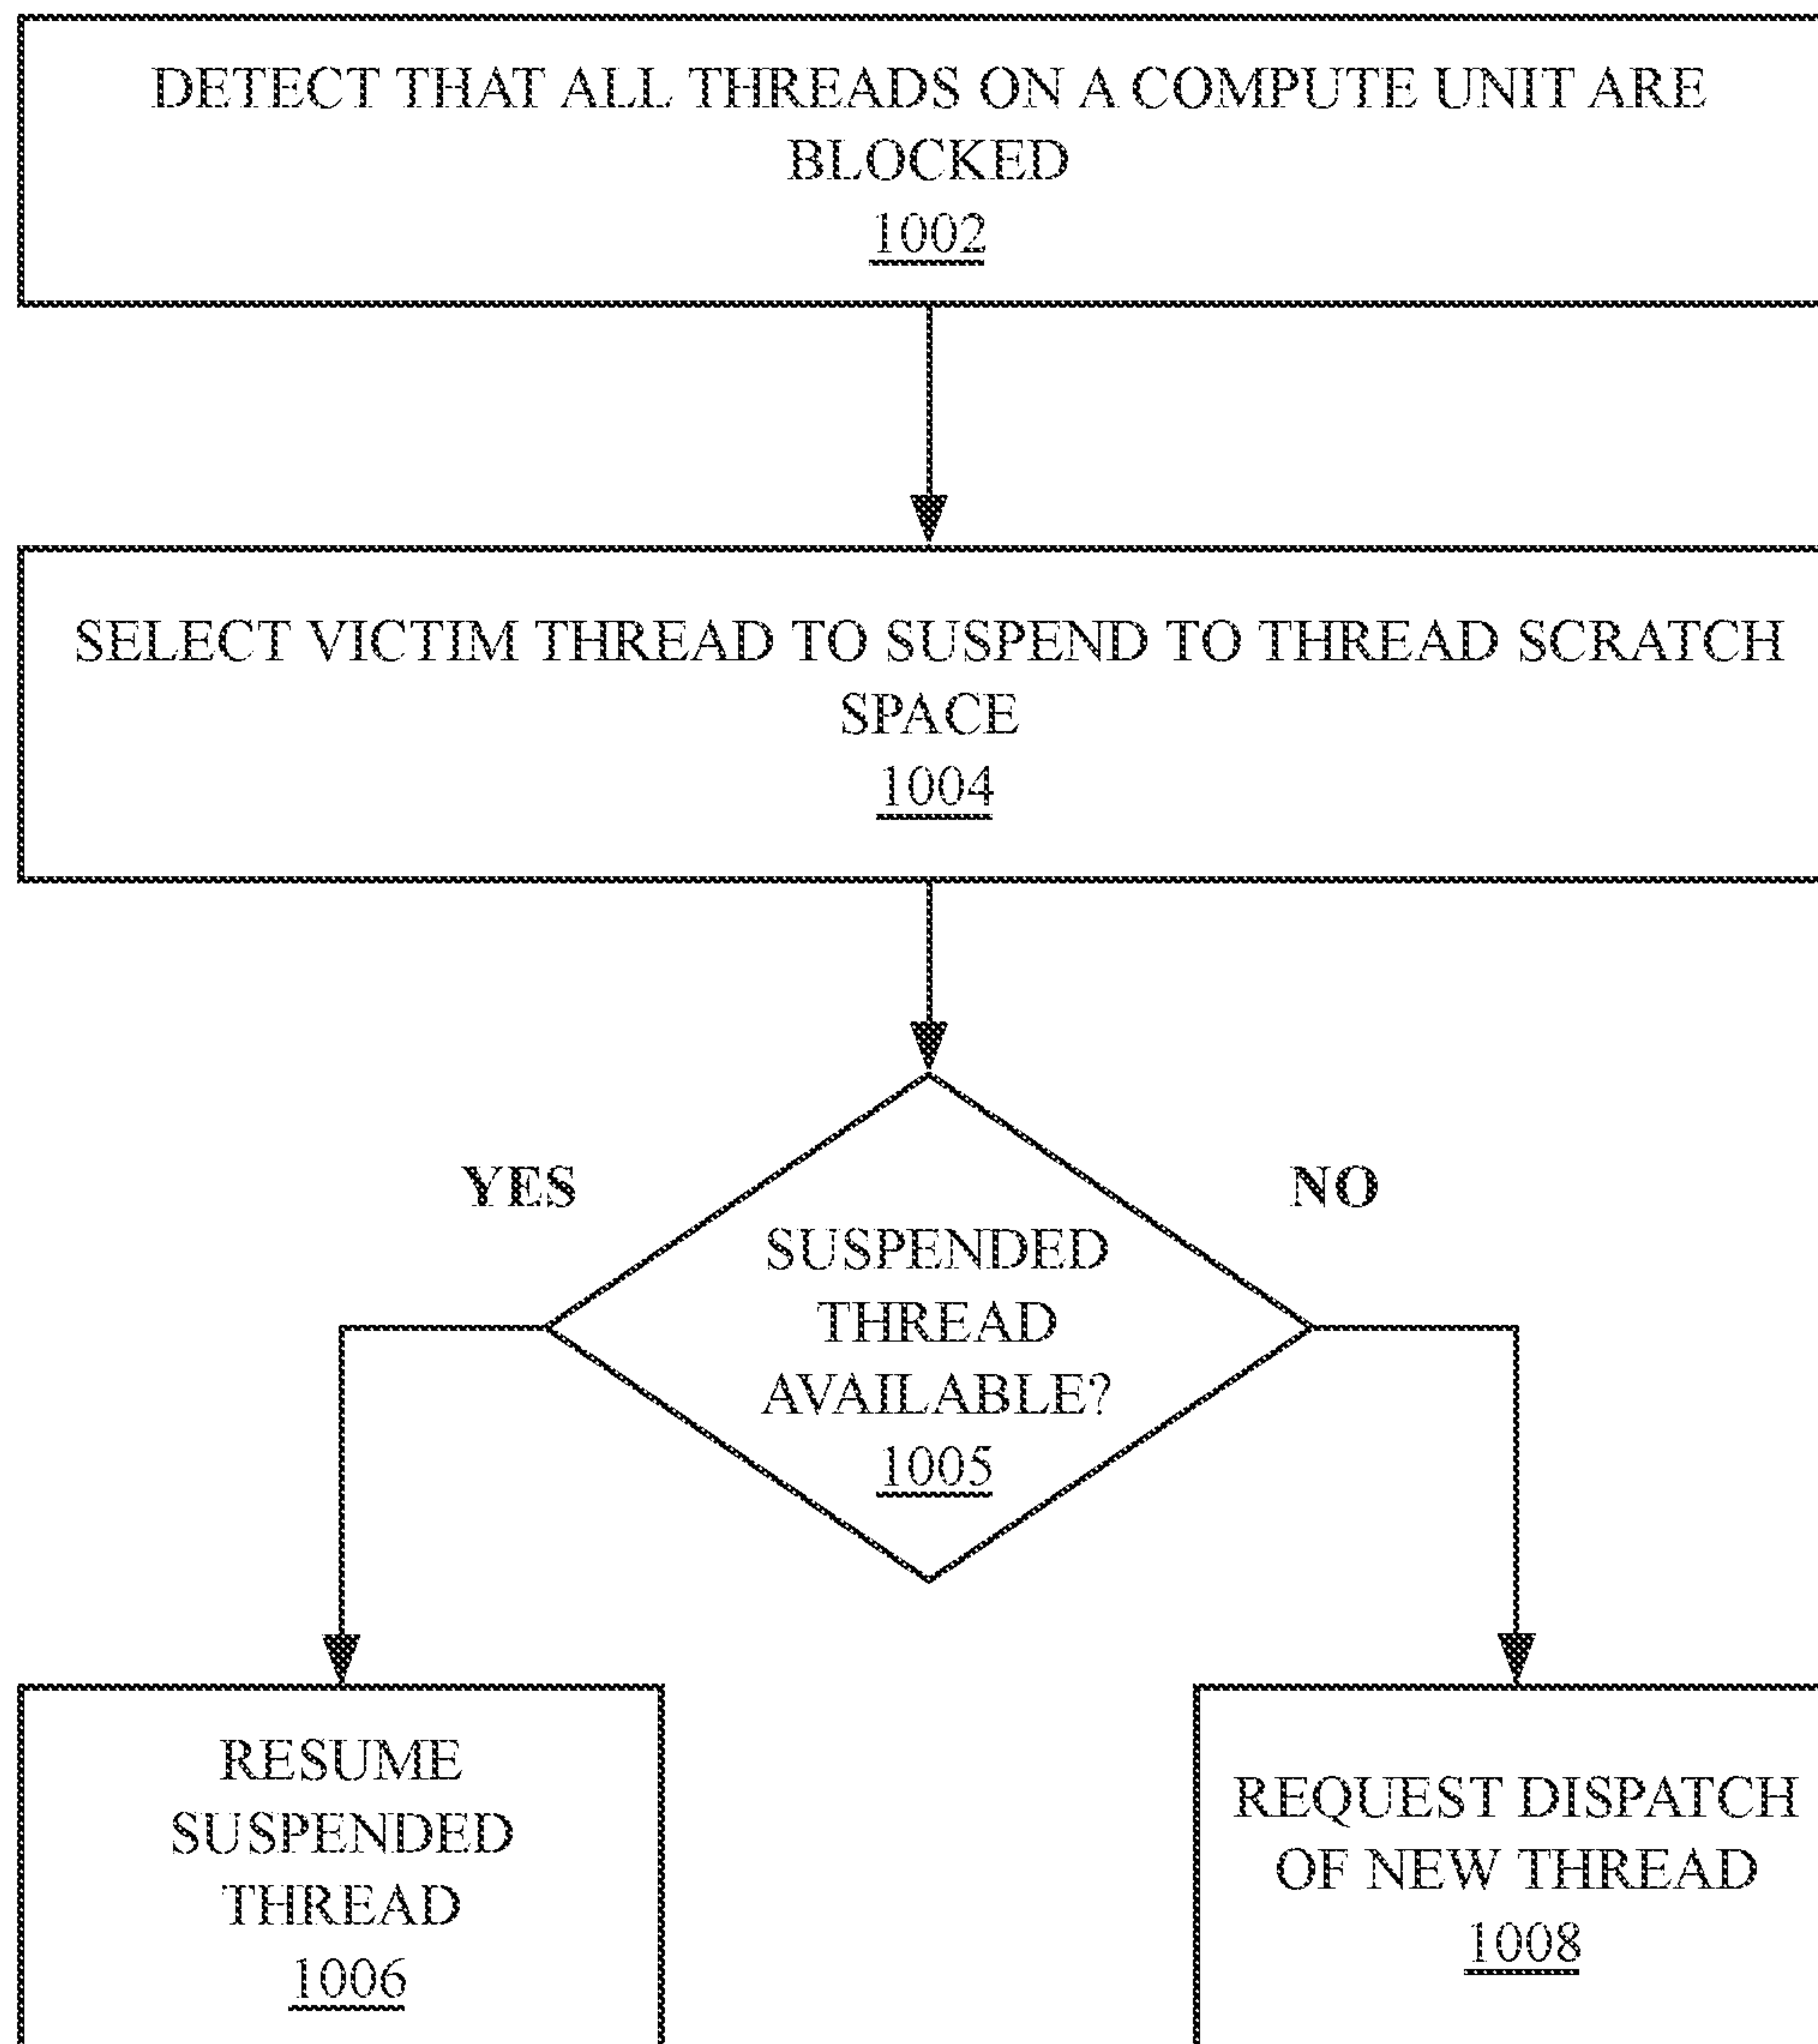 DETECT THAT ALL THREADS ON A COMPUTE UNIT ARE
BLOCKED
1002
SELECT VICTIM THREAD TO SUSPEND TO THREAD SCRATCH
SPACE
1004
YES
NO
SUSPENDED
THREAD
AVAILABLE?
1005
RESUME
SUSPENDED
THREAD
1006
REQUEST DISPATCH
OF NEW THREAD
1008